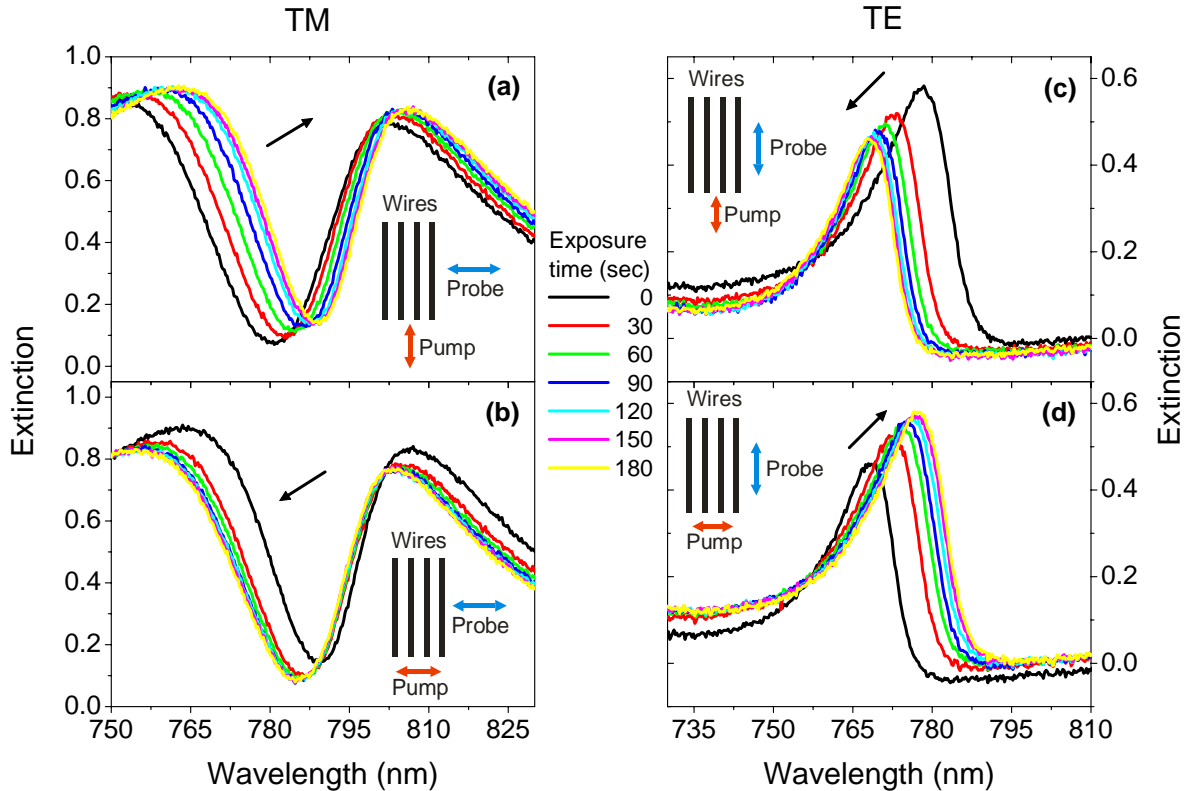 TM
TE
(a)
Wires
Probe
Pump
1.0
0.8
0.6
0.4
0.2
0.0
(b)
Wires
Probe
Pump
1.0
0.8
0.6
0.4
0.2
0.0
750 765 780 795 810 825
Wavelength (nm)
Extinction
Exposure
time (sec)
0
30
60
90
120
150
180
(c)
Wires
Probe
Pump
0.6
0.4
0.2
0.0
(d)
Wires
Probe
Pump
0.6
0.4
0.2
0.0
735 750 765 780 795 810
Wavelength (nm)
Extinction